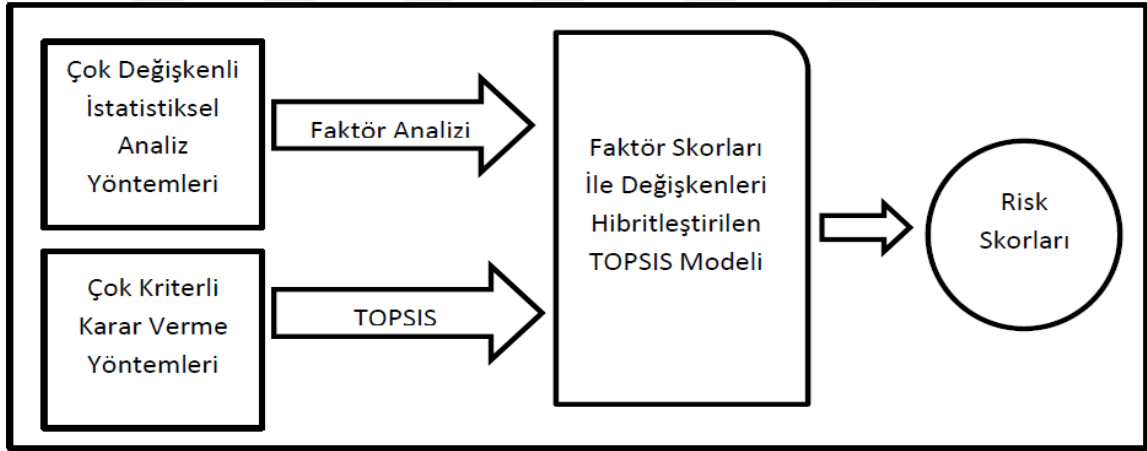 Çok Değişkenli
İstatistiksel
Analiz
Yöntemleri
Faktör Analizi
Çok Kriterli
Karar Verme
Yöntemleri
TOPSIS
Faktör Skorları
İle Değişkenleri
Hibritleştirilen
TOPSIS Modeli
Risk
Skorları